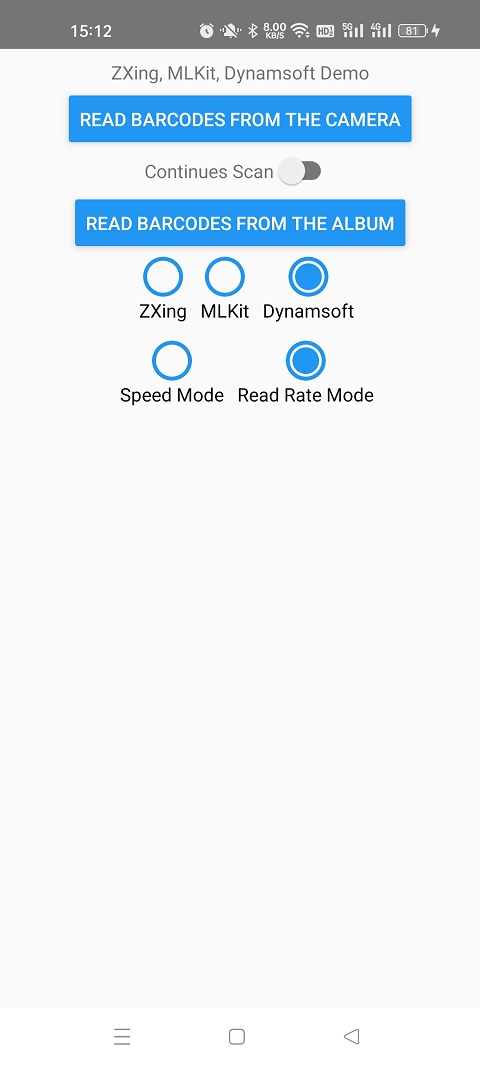 15:12 8.00 KB/S HD 5G 4G 81
ZXing, MLKit, Dynamsoft Demo
READ BARCODES FROM THE CAMERA
Continues Scan
READ BARCODES FROM THE ALBUM
ZXing MLKit Dynamsoft
Speed Mode Read Rate Mode